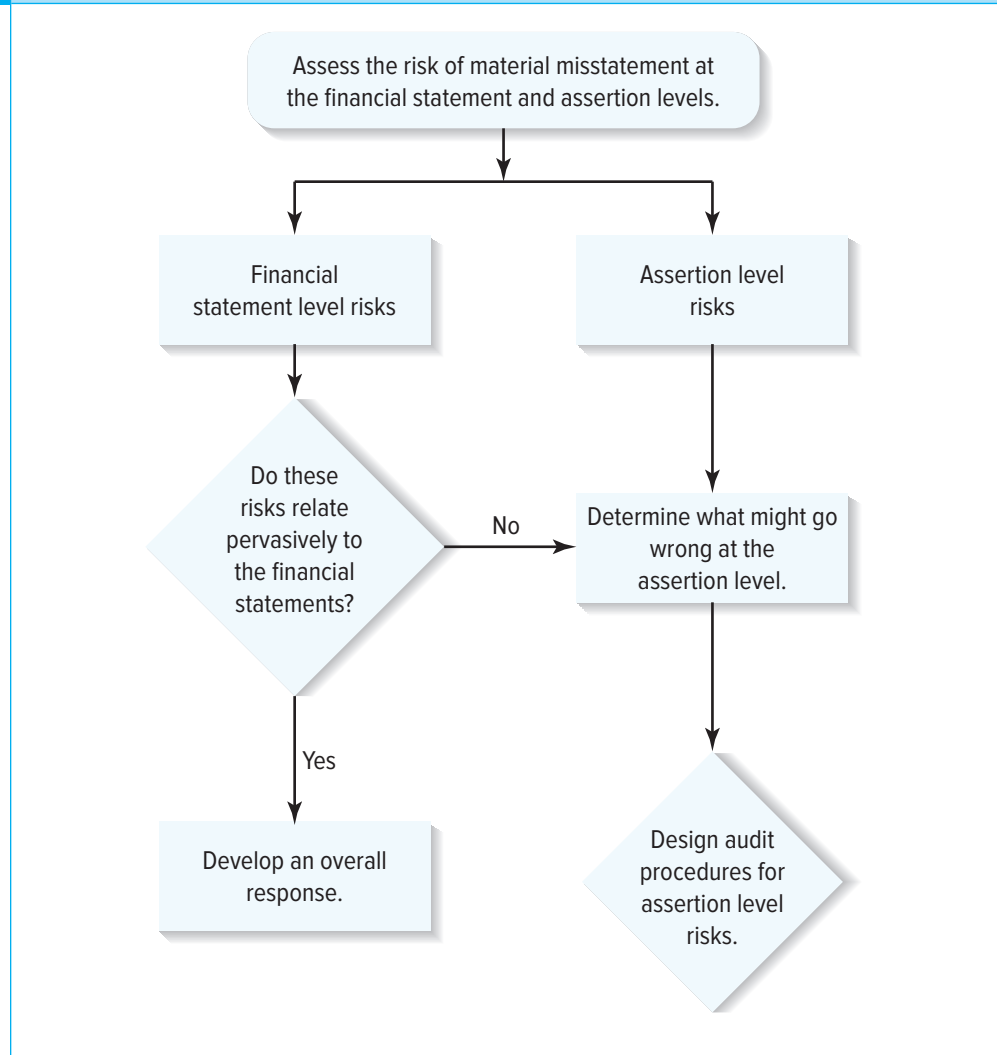 Assess the risk of material misstatement at
the financial statement and assertion levels.
Financial
statement level risks
Assertion level
risks
Do these
risks relate
pervasively to
the financial
statements?
No
Determine what might go
wrong at the
assertion level.
Yes
Develop an overall
response.
Design audit
procedures for
assertion level
risks.